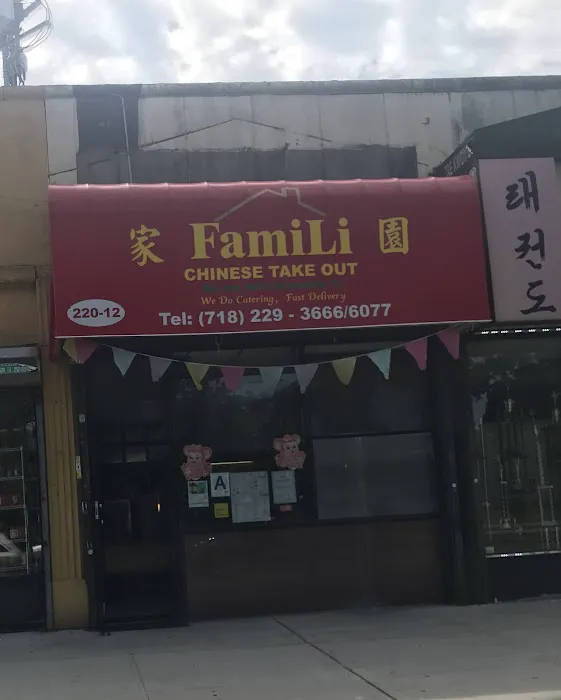 家 FamiLi 園
CHINESE TAKE OUT
We Do Catering, Fast Delivery
220-12
Tel: (718) 229 - 3666/6077
태권도
A